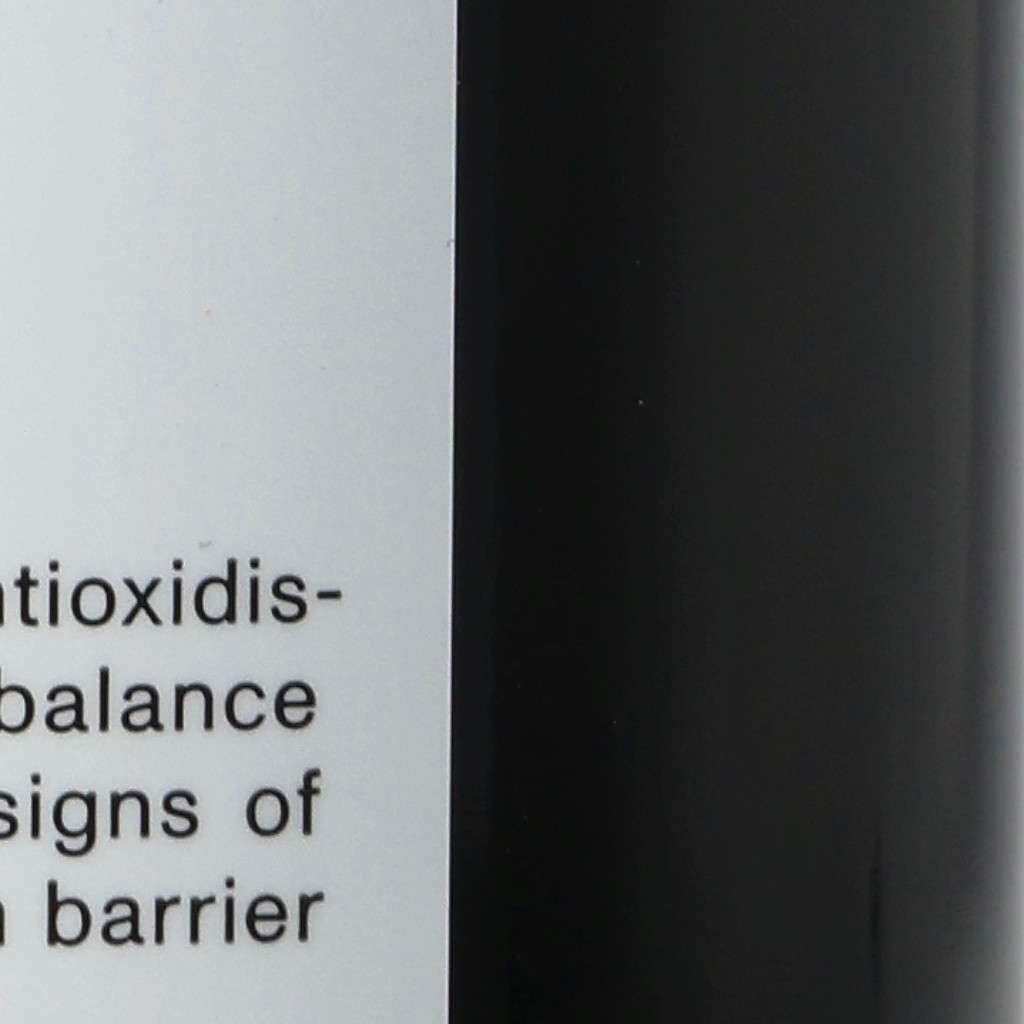 ntioxidis-
balance
signs of
barrier